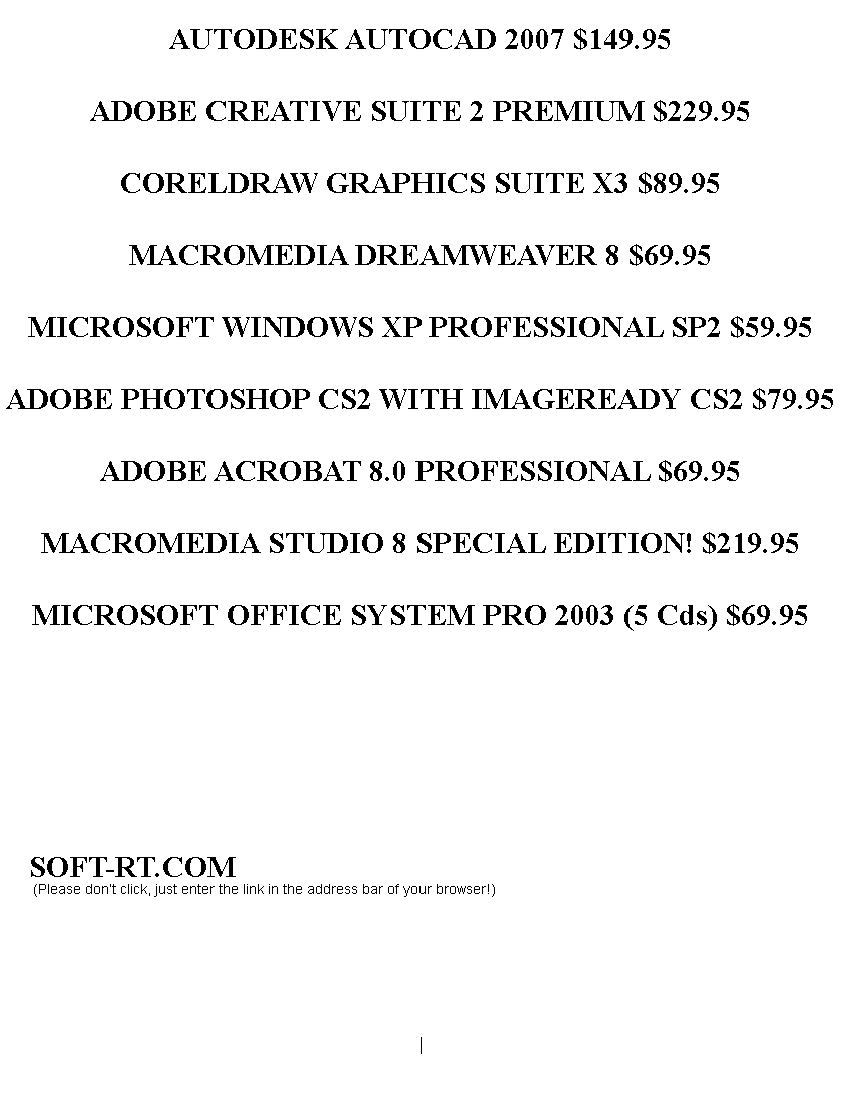 AUTODESK AUTOCAD 2007 $149.95
ADOBE CREATIVE SUITE 2 PREMIUM $229.95
CORELDRAW GRAPHICS SUITE X3 $89.95
MACROMEDIA DREAMWEAVER 8 $69.95
MICROSOFT WINDOWS XP PROFESSIONAL SP2 $59.95
ADOBE PHOTOSHOP CS2 WITH IMAGEREADY CS2 $79.95
ADOBE ACROBAT 8.0 PROFESSIONAL $69.95
MACROMEDIA STUDIO 8 SPECIAL EDITION! $219.95
MICROSOFT OFFICE SYSTEM PRO 2003 (5 Cds) $69.95
SOFT-RT.COM
(Please don't click, just enter the link in the address bar of your browser!)
|